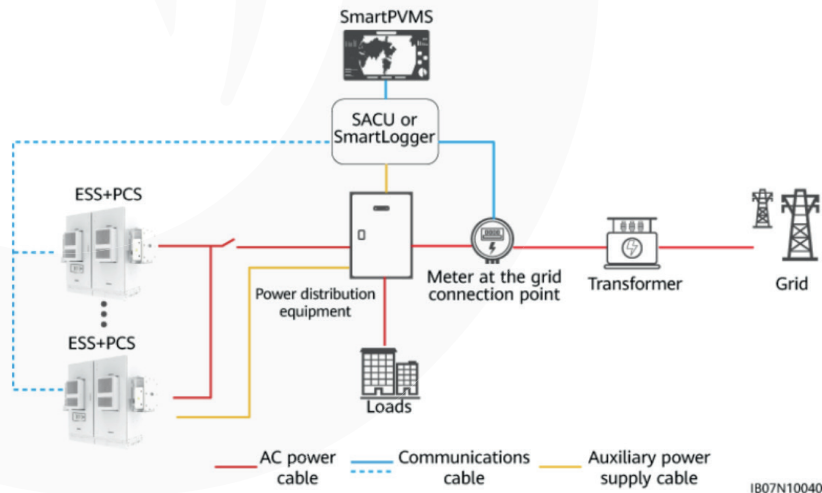 SmartPVMS
SACU or
SmartLogger
ESS+PCS
Power distribution
equipment
Meter at the grid
connection point
Transformer
Grid
ESS+PCS
Loads
AC power
cable
Communications
cable
Auxiliary power
supply cable
IB07N10040